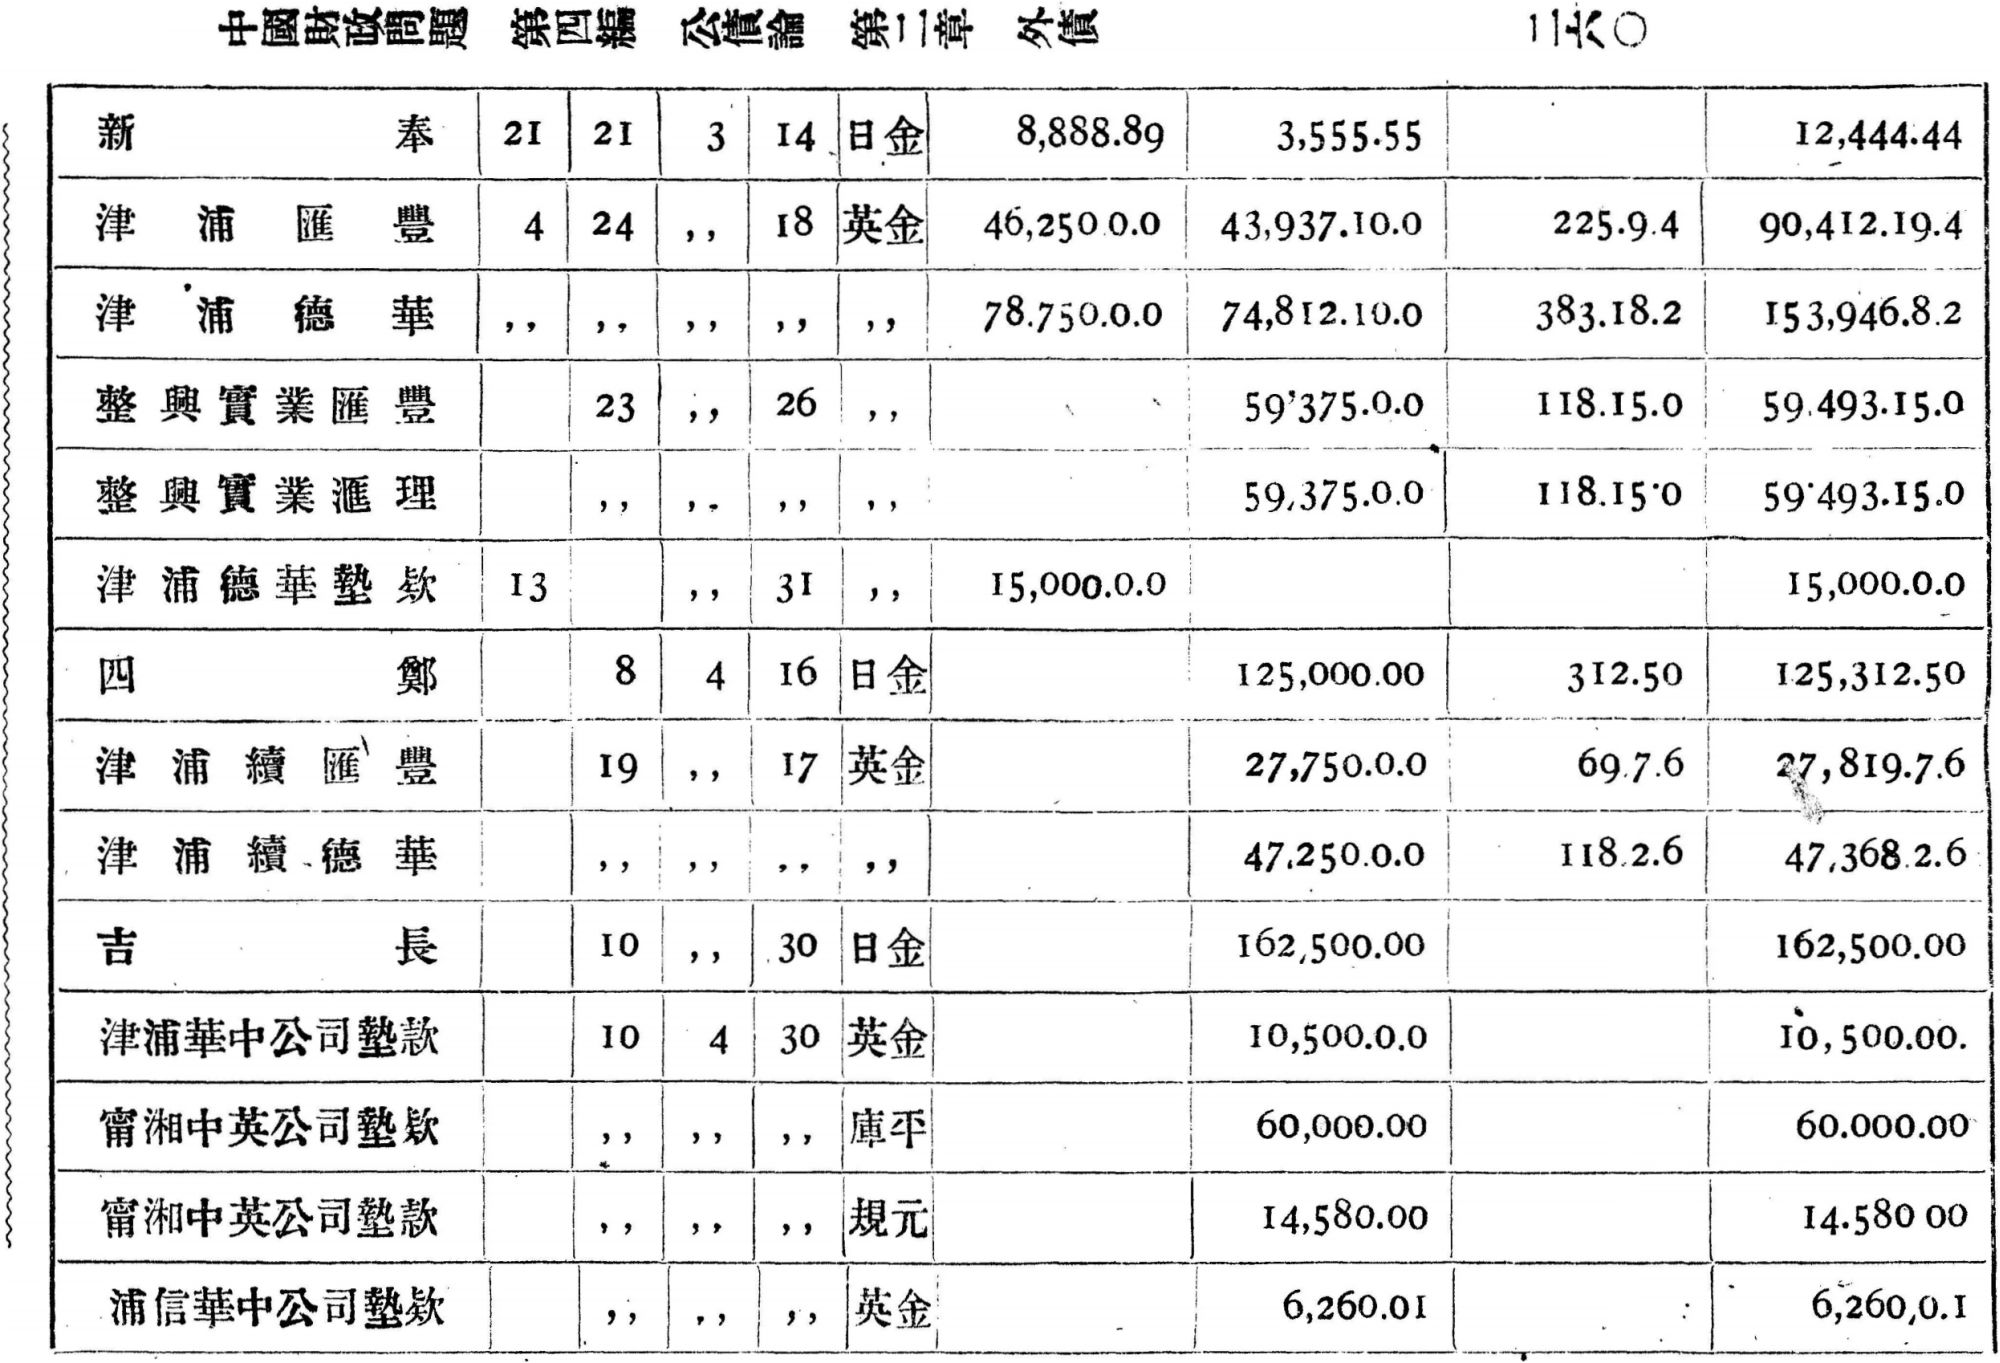 中國財政問題 第四編 公債論 第二章 外債 二六〇
新奉 21 21 3 14 日金 8,888.89 3,555.55 12,444.44
津浦匯豐 4 24 ,, 18 英金 46,250.0.0 43,937.10.0 225.9.4 90,412.19.4
津浦德華 ,, ,, ,, ,, ,, 78.750.0.0 74,812.10.0 383.18.2 153,946.8.2
整興實業匯豐 23 ,, 26 ,, 59'375.0.0 118.15.0 59.493.15.0
整興實業滙理 ,, ,, ,, ,, 59,375.0.0 118.15.0 59.493.15.0
津浦德華墊欵 13 ,, 31 ,, 15,000.0.0 15,000.0.0
四鄭 8 4 16 日金 125,000.00 312.50 125,312.50
津浦續匯豐 19 ,, 17 英金 27,750.0.0 69.7.6 27,819.7.6
津浦續德華 ,, ,, ,, ,, 47,250.0.0 118.2.6 47,368.2.6
吉長 10 ,, 30 日金 162,500.00 162,500.00
津浦華中公司墊款 10 4 30 英金 10,500.0.0 10,500.00.
甯湘中英公司墊欵 ,, ,, ,, 庫平 60,000.00 60.000.00
甯湘中英公司墊款 ,, ,, ,, 規元 14,580.00 14.580 00
浦信華中公司墊欵 ,, ,, ,, 英金 6,260.01 6,260,0.1